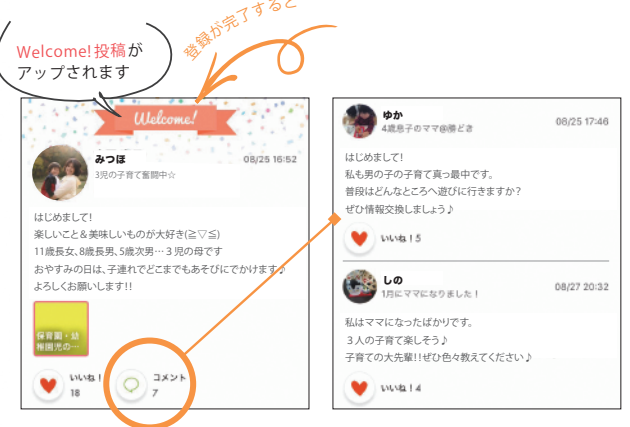 登録が完了すると
Welcome!投稿が
アップされます
Welcome!
みつほ
08/25 16:52
3児の子育て奮闘中☆
はじめまして!
楽しいこと&美味しいものが大好き(≧▽≦)
11歳長女、8歳長男、5歳次男…３児の母です
おやすみの日は、子連れでどこまでもあそびにでかけます♪
よろしくお願いします!!
保育園・幼
稚園児の…
いいね！
18
コメント
7
ゆか
08/25 17:46
4歳息子のママ@勝どき
はじめまして!
私も男の子の子育て真っ最中です。
普段はどんなところへ遊びに行きますか?
ぜひ情報交換しましょう♪
いいね！5
しの
08/27 20:32
1月にママになりました！
私はママになったばかりです。
３人の子育て楽しそう♪
子育ての大先輩!!ぜひ色々教えてください♪
いいね！4